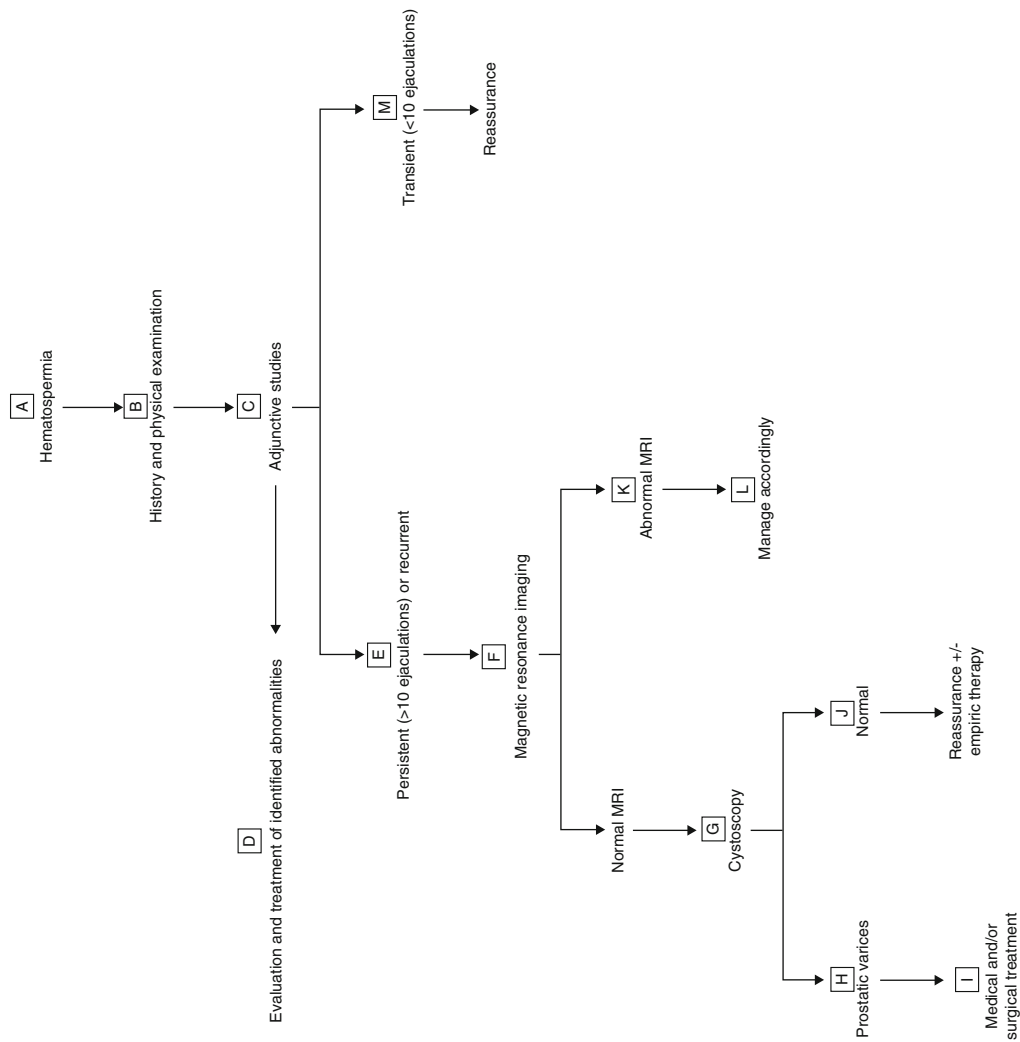 A
Hematospermia
B
History and physical examination
C
Adjunctive studies
D
Evaluation and treatment of identified abnormalities
E
Persistent (>10 ejaculations) or recurrent
F
Magnetic resonance imaging
Normal MRI
G
Cystoscopy
H
Prostatic varices
I
Medical and/or
surgical treatment
J
Normal
Reassurance +/-
empiric therapy
K
Abnormal MRI
L
Manage accordingly
M
Transient (<10 ejaculations)
Reassurance